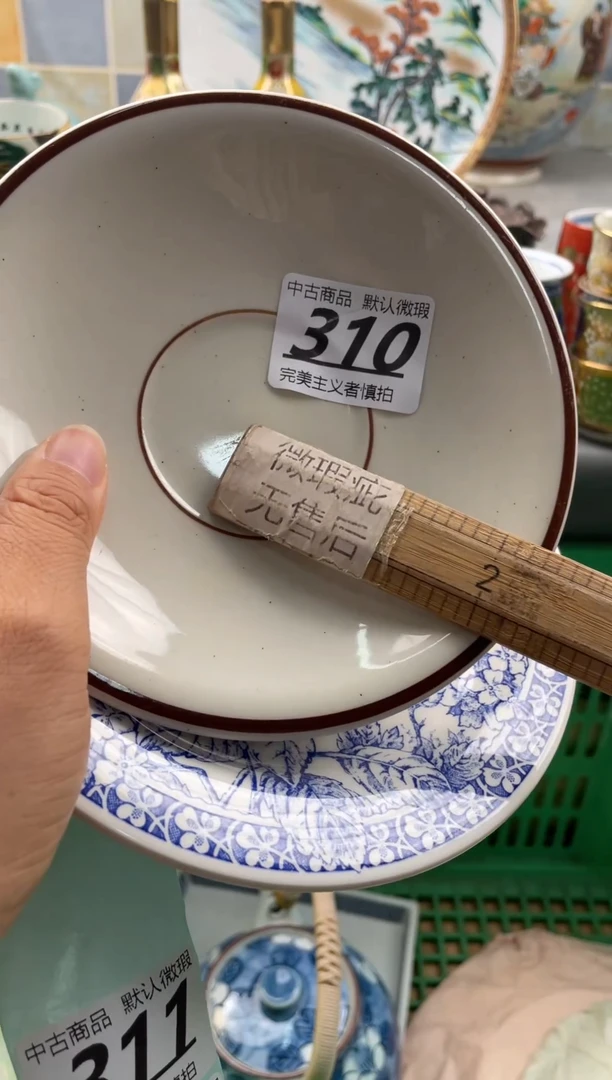 中古商品 默认微瑕
310
完美主义者慎拍
微瑕疵
无售后
2
中古商品 默认微瑕
311